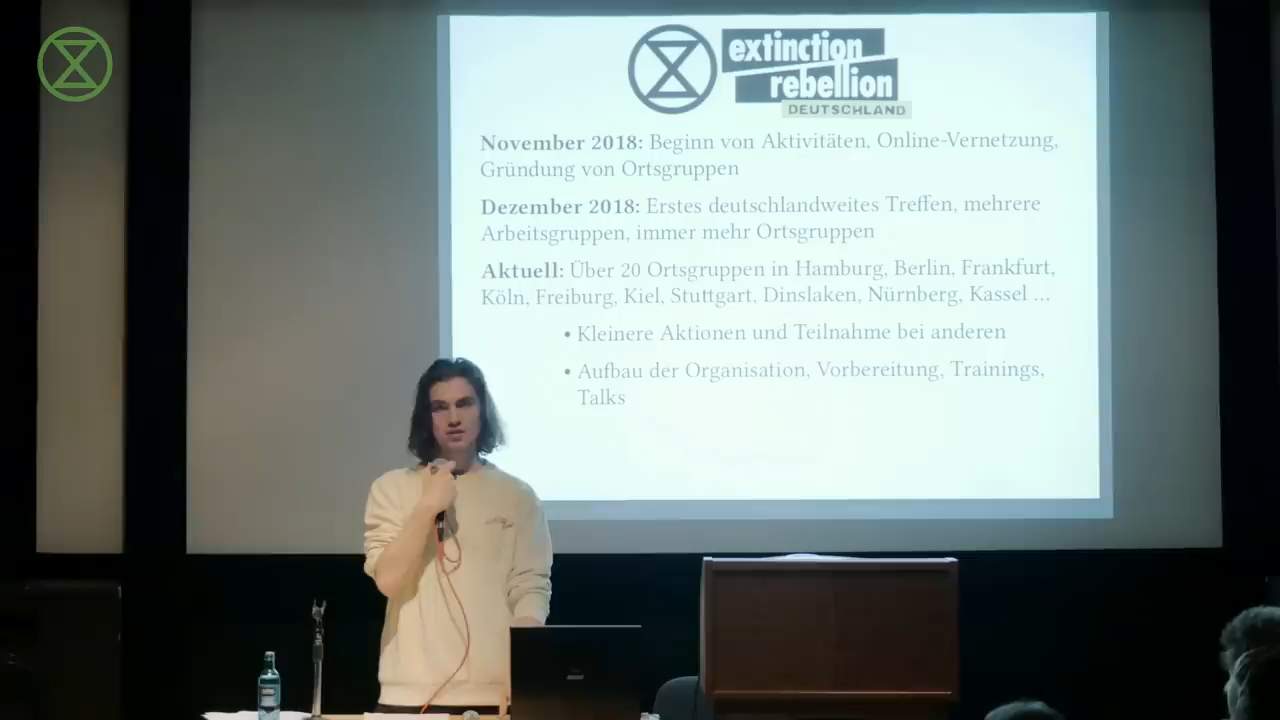 extinction
rebellion
DEUTSCHLAND
November 2018: Beginn von Aktivitäten, Online-Vernetzung,
Gründung von Ortsgruppen
Dezember 2018: Erstes deutschlandweites Treffen, mehrere
Arbeitsgruppen, immer mehr Ortsgruppen
Aktuell: Über 20 Ortsgruppen in Hamburg, Berlin, Frankfurt,
Köln, Freiburg, Kiel, Stuttgart, Dinslaken, Nürnberg, Kassel ...
• Kleinere Aktionen und Teilnahme bei anderen
• Aufbau der Organisation, Vorbereitung, Trainings,
Talks